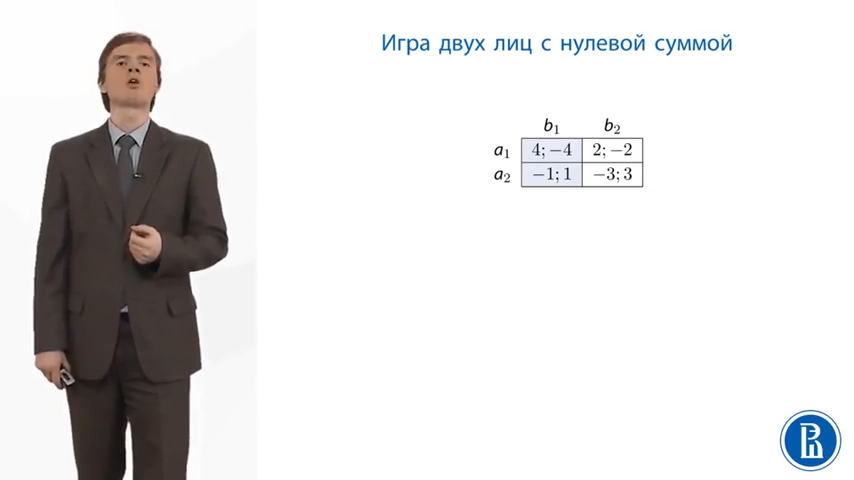 Игра двух лиц с нулевой суммой
b₁ b₂
a₁ 4; −4 2; −2
a₂ −1; 1 −3; 3